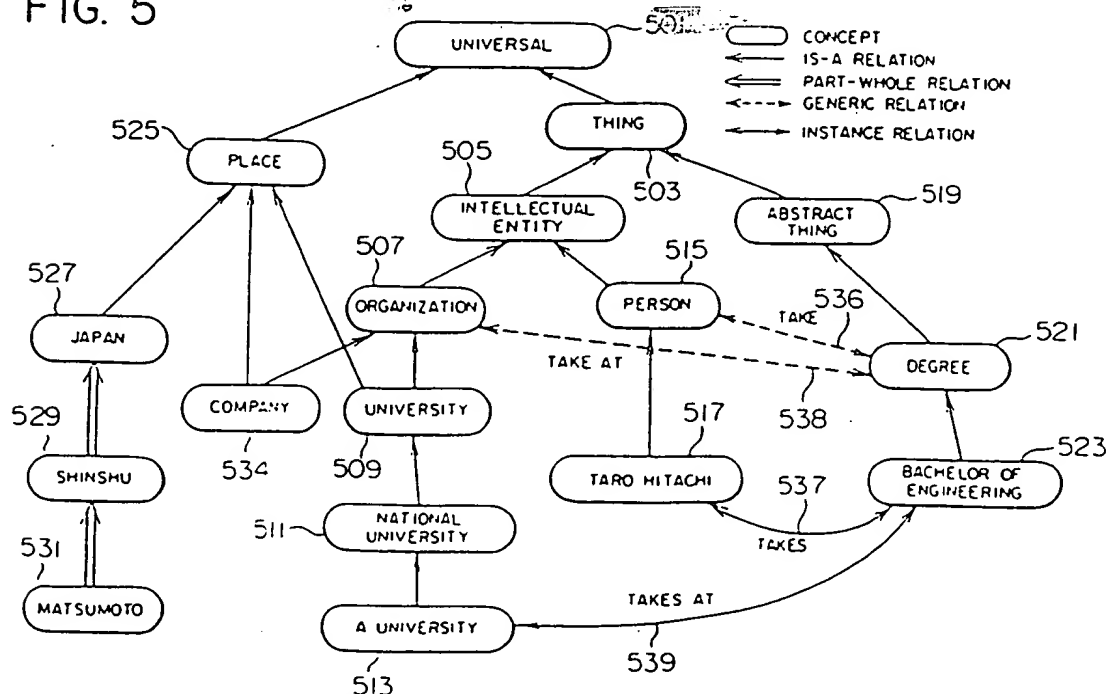 FIG. 5
UNIVERSAL
501
CONCEPT
IS-A RELATION
PART-WHOLE RELATION
GENERIC RELATION
INSTANCE RELATION
525
PLACE
THING
503
505
INTELLECTUAL
ENTITY
519
ABSTRACT
THING
507
ORGANIZATION
515
PERSON
527
JAPAN
TAKE
536
TAKE AT
538
521
DEGREE
COMPANY
534
UNIVERSITY
509
529
SHINSHU
517
TARO HITACHI
523
BACHELOR OF
ENGINEERING
537
TAKES
511
NATIONAL
UNIVERSITY
531
MATSUMOTO
A UNIVERSITY
513
TAKES AT
539